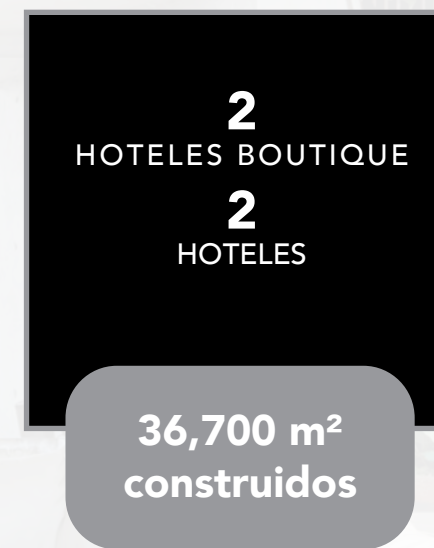 2
HOTELES BOUTIQUE
2
HOTELES
36,700 m²
construidos